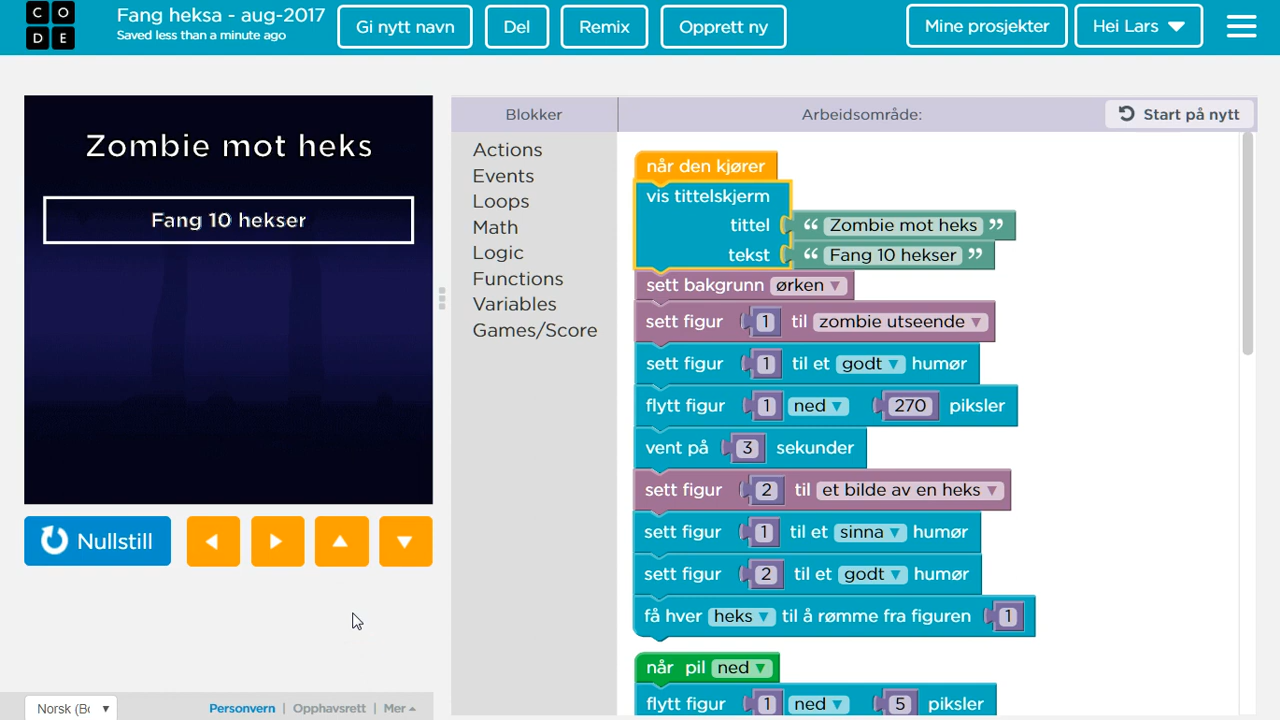 C O
D E
Fang heksa - aug-2017
Saved less than a minute ago
Gi nytt navn
Del
Remix
Opprett ny
Mine prosjekter
Hei Lars
Zombie mot heks
Fang 10 hekser
Nullstill
Norsk (Bo
Personvern | Opphavsrett | Mer
Blokker
Arbeidsområde:
Start på nytt
Actions
Events
Loops
Math
Logic
Functions
Variables
Games/Score
når den kjører
vis tittelskjerm
tittel “ Zombie mot heks ”
tekst “ Fang 10 hekser ”
sett bakgrunn ørken
sett figur 1 til zombie utseende
sett figur 1 til et godt humør
flytt figur 1 ned 270 piksler
vent på 3 sekunder
sett figur 2 til et bilde av en heks
sett figur 1 til et sinna humør
sett figur 2 til et godt humør
få hver heks til å rømme fra figuren 1
når pil ned
flytt figur 1 ned 5 piksler